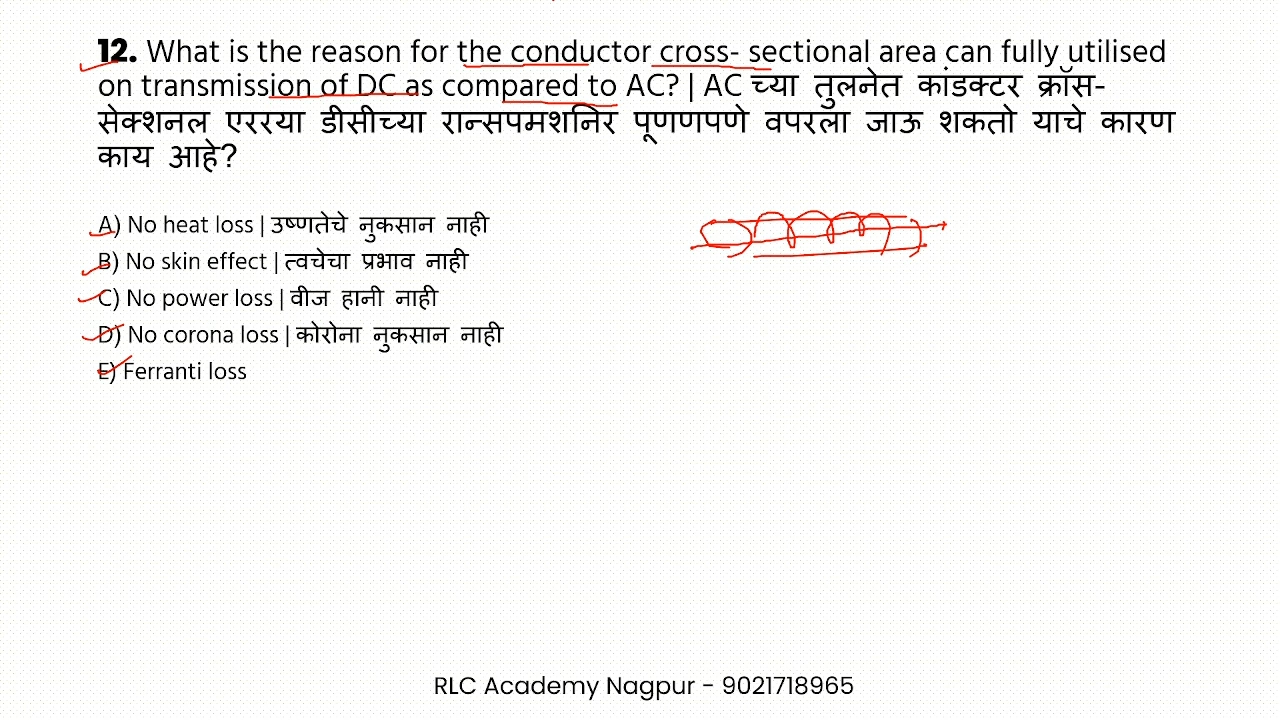 12. What is the reason for the conductor cross- sectional area can fully utilised
on transmission of DC as compared to AC? | AC च्या तुलनेत कांडक्टर क्रॉस-
सेक्शनल एररया डीसीच्या रान्सपमशनिर पूणणपणे वपरला जाऊ शकतो याचे कारण
काय आहे?
A) No heat loss | उष्णतेचे नुकसान नाही
B) No skin effect | त्वचेचा प्रभाव नाही
C) No power loss | वीज हानी नाही
D) No corona loss | कोरोना नुकसान नाही
E) Ferranti loss
RLC Academy Nagpur - 9021718965